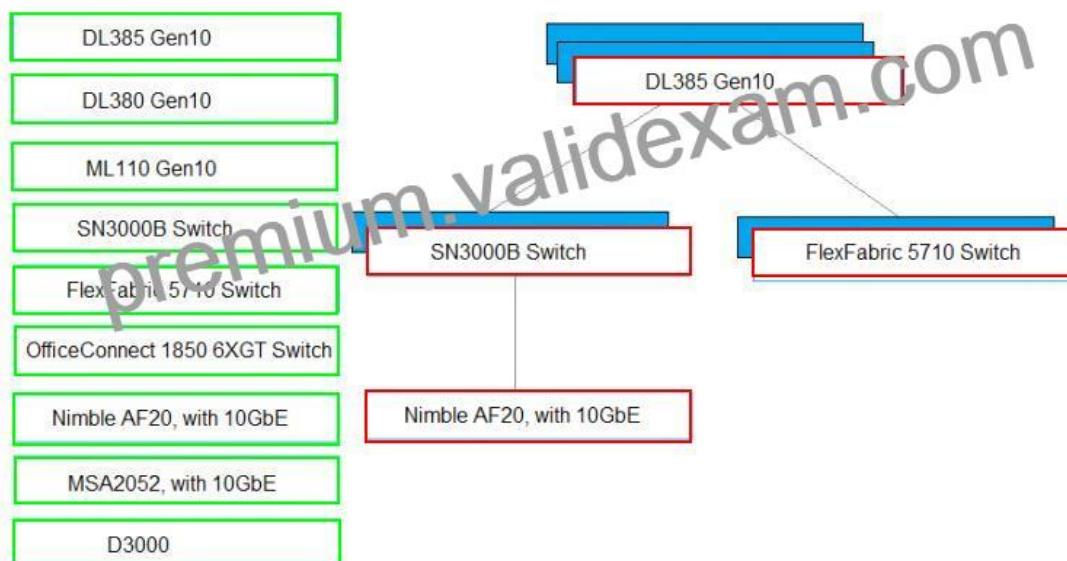 DL385 Gen10
DL380 Gen10
ML110 Gen10
SN3000B Switch
FlexFabric 5710 Switch
OfficeConnect 1850 6XGT Switch
Nimble AF20, with 10GbE
MSA2052, with 10GbE
D3000
DL385 Gen10
SN3000B Switch
FlexFabric 5710 Switch
Nimble AF20, with 10GbE
premium.validexam.com